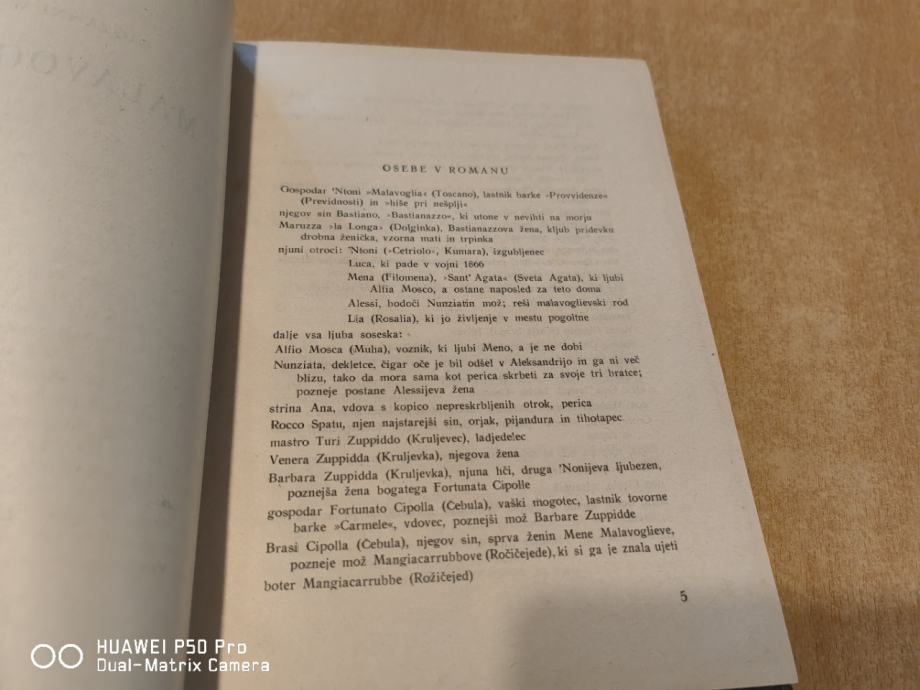 MALAVOG
OSEBE V ROMANU
Gospodar 'Ntoni »Malavoglia« (Toscano), lastnik barke »Provvidenze«
(Previdnosti) in »hiše pri nešplji«
njegov sin Bastiano, »Bastianazzo«, ki utone v nevihti na morju
Maruzza »la Longa« (Dolginka), Bastianazzova žena, kljub pridevku
drobna ženička, vzorna mati in trpinka
njuni otroci: 'Ntoni (»Cetriolo«, Kumara), izgubljenec
Luca, ki pade v vojni 1866
Mena (Filomena), »Sant' Agata« (Sveta Agata), ki ljubi
Alfia Mosco, a ostane naposled za teto doma
Alessi, bodoči Nunziatin mož; reši malavoglievski rod
Lia (Rosalia), ki jo življenje v mestu pogoltne
dalje vsa ljuba soseska:
Alfio Mosca (Muha), voznik, ki ljubi Meno, a je ne dobi
Nunziata, dekletce, čigar oče je bil odšel v Aleksandrijo in ga ni več
blizu, tako da mora sama kot perica skrbeti za svoje tri bratce;
pozneje postane Alessijeva žena
strina Ana, vdova s kopico nepreskrbljenih otrok, perica
Rocco Spatu, njen najstarejši sin, orjak, pijandura in tihotapec
mastro Turi Zuppiddo (Kruljevec), ladjedelec
Venera Zuppidda (Kruljevka), njegova žena
Barbara Zuppidda (Kruljevka), njuna hči, druga 'Nonijeva ljubezen,
poznejša žena bogatega Fortunata Cipolle
gospodar Fortunato Cipolla (Čebula), vaški mogotec, lastnik tovorne
barke »Carmele«, vdovec, poznejši mož Barbare Zuppidde
Brasi Cipolla (Čebula), njegov sin, sprva ženin Mene Malavoglieve,
pozneje mož Mangiacarrubbove (Ročičejede), ki si ga je znala ujeti
boter Mangiacarrubbe (Rožičejed)
5
HUAWEI P50 Pro
Dual-Matrix Camera